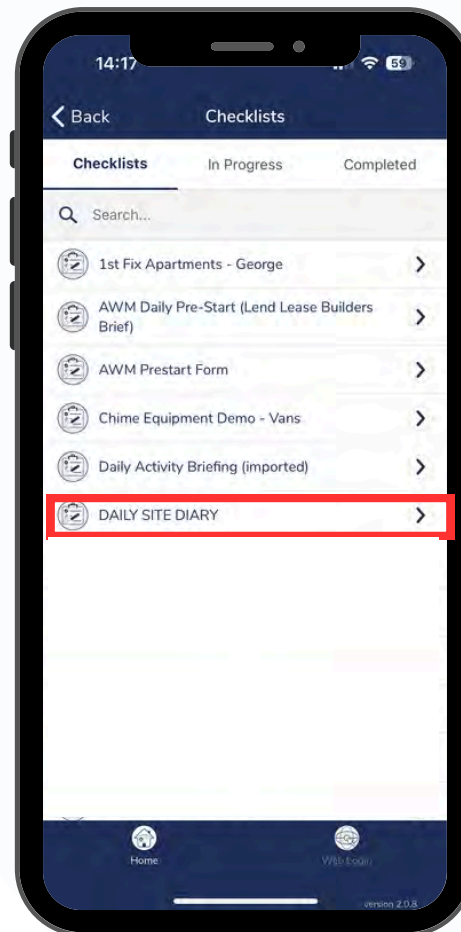 14:17
59
Back
Checklists
Checklists
In Progress
Completed
Search...
1st Fix Apartments - George
AWM Daily Pre-Start (Lend Lease Builders
Brief)
AWM Prestart Form
Chime Equipment Demo - Vans
Daily Activity Briefing (imported)
DAILY SITE DIARY
Home
Web Login
version 2.0.8